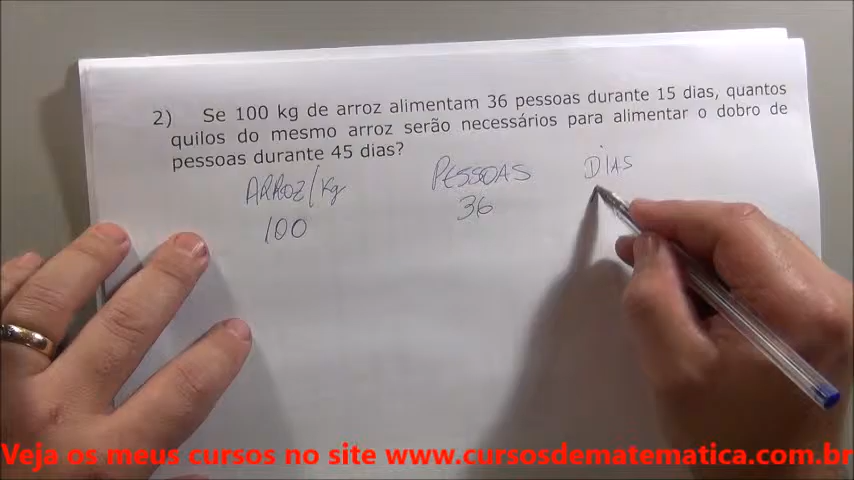 2) Se 100 kg de arroz alimentam 36 pessoas durante 15 dias, quantos
quilos do mesmo arroz serão necessários para alimentar o dobro de
pessoas durante 45 dias?
ARROZ/Kg PESSOAS DIAS
100 36
Veja os meus cursos no site www.cursosdematematica.com.br